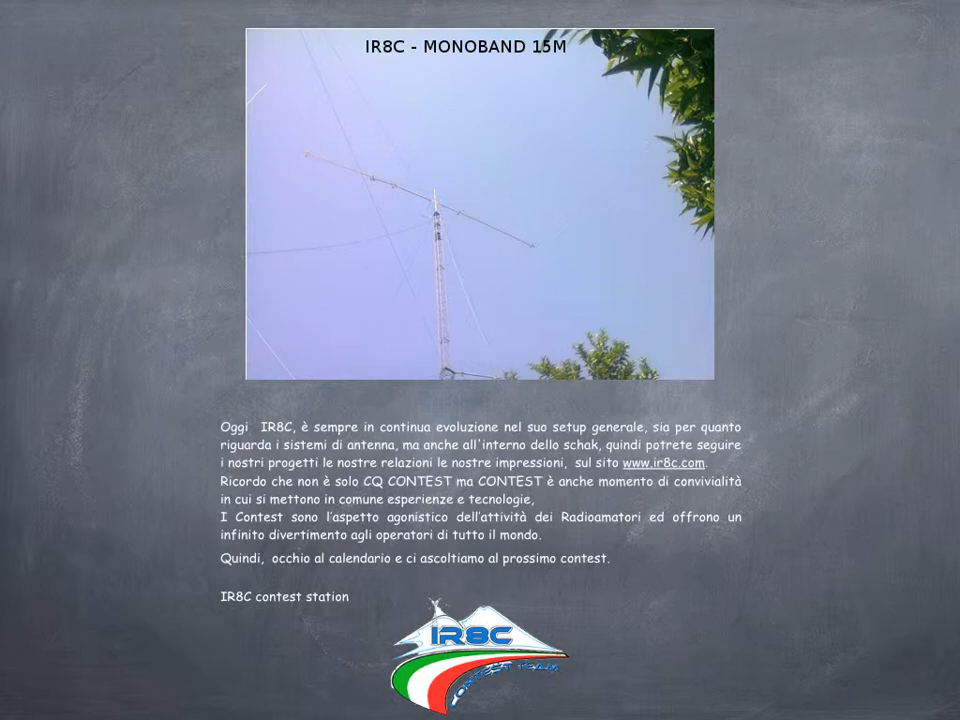 IR8C - MONOBAND 15M
Oggi IR8C, è sempre in continua evoluzione nel suo setup generale, sia per quanto
riguarda i sistemi di antenna, ma anche all'interno dello schak, quindi potrete seguire
i nostri progetti le nostre relazioni le nostre impressioni, sul sito www.ir8c.com.
Ricordo che non è solo CQ CONTEST ma CONTEST è anche momento di convivialità
in cui si mettono in comune esperienze e tecnologie,
I Contest sono l'aspetto agonistico dell'attività dei Radioamatori ed offrono un
infinito divertimento agli operatori di tutto il mondo.
Quindi, occhio al calendario e ci ascoltiamo al prossimo contest.
IR8C contest station
IR8C
CONTEST TEAM